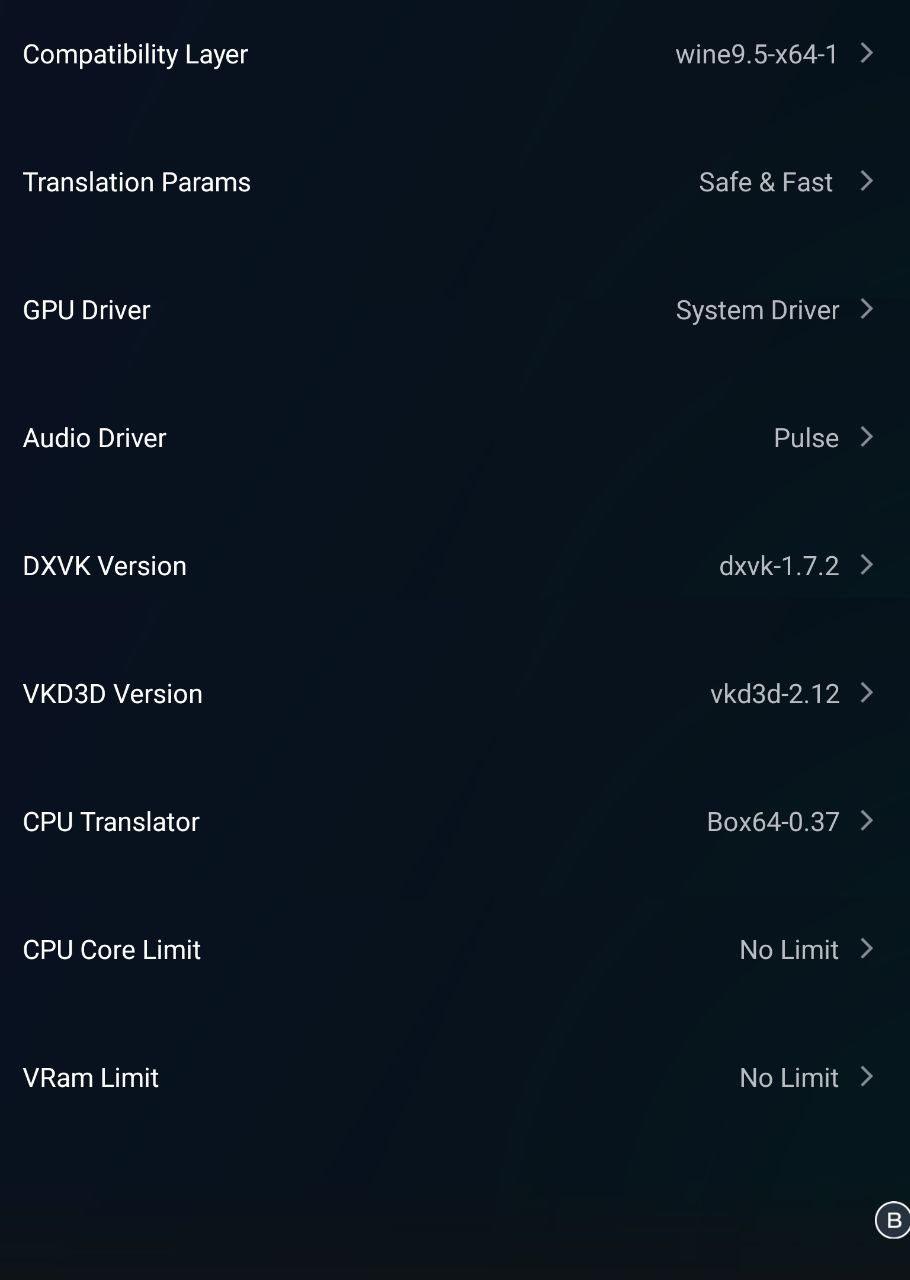 Compatibility Layer wine9.5-x64-1
Translation Params Safe & Fast
GPU Driver System Driver
Audio Driver Pulse
DXVK Version dxvk-1.7.2
VKD3D Version vkd3d-2.12
CPU Translator Box64-0.37
CPU Core Limit No Limit
VRam Limit No Limit
B